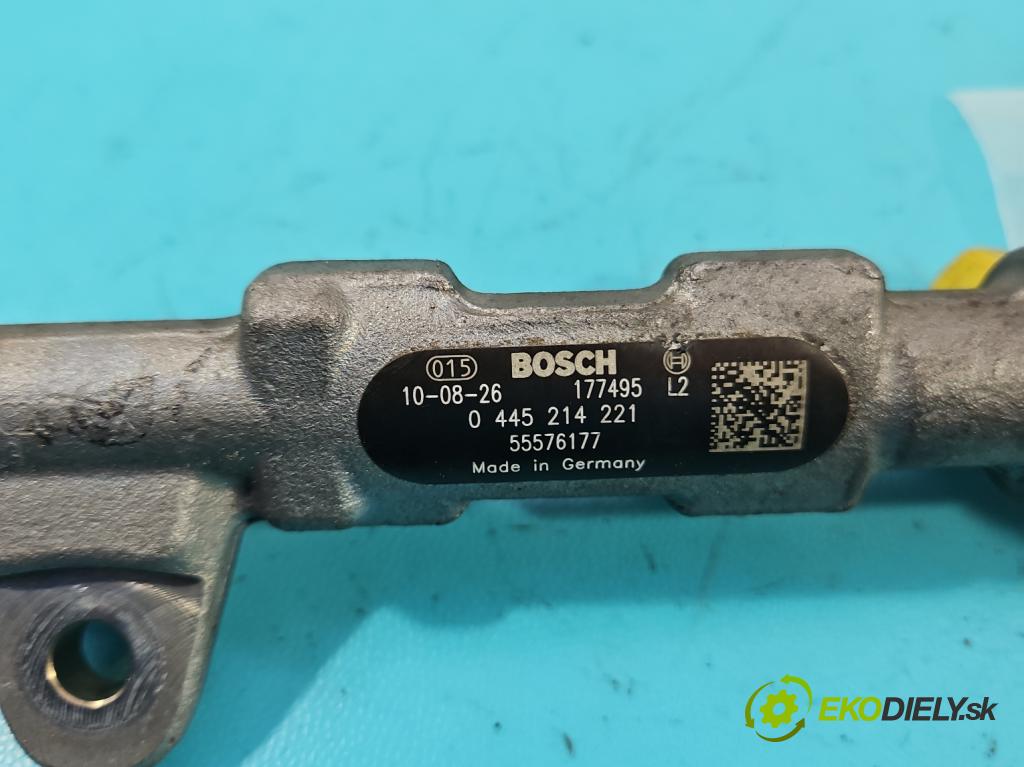 015 BOSCH
10-08-26 177495 L2
0 445 214 221
55576177
Made in Germany
EKODIELY.sk